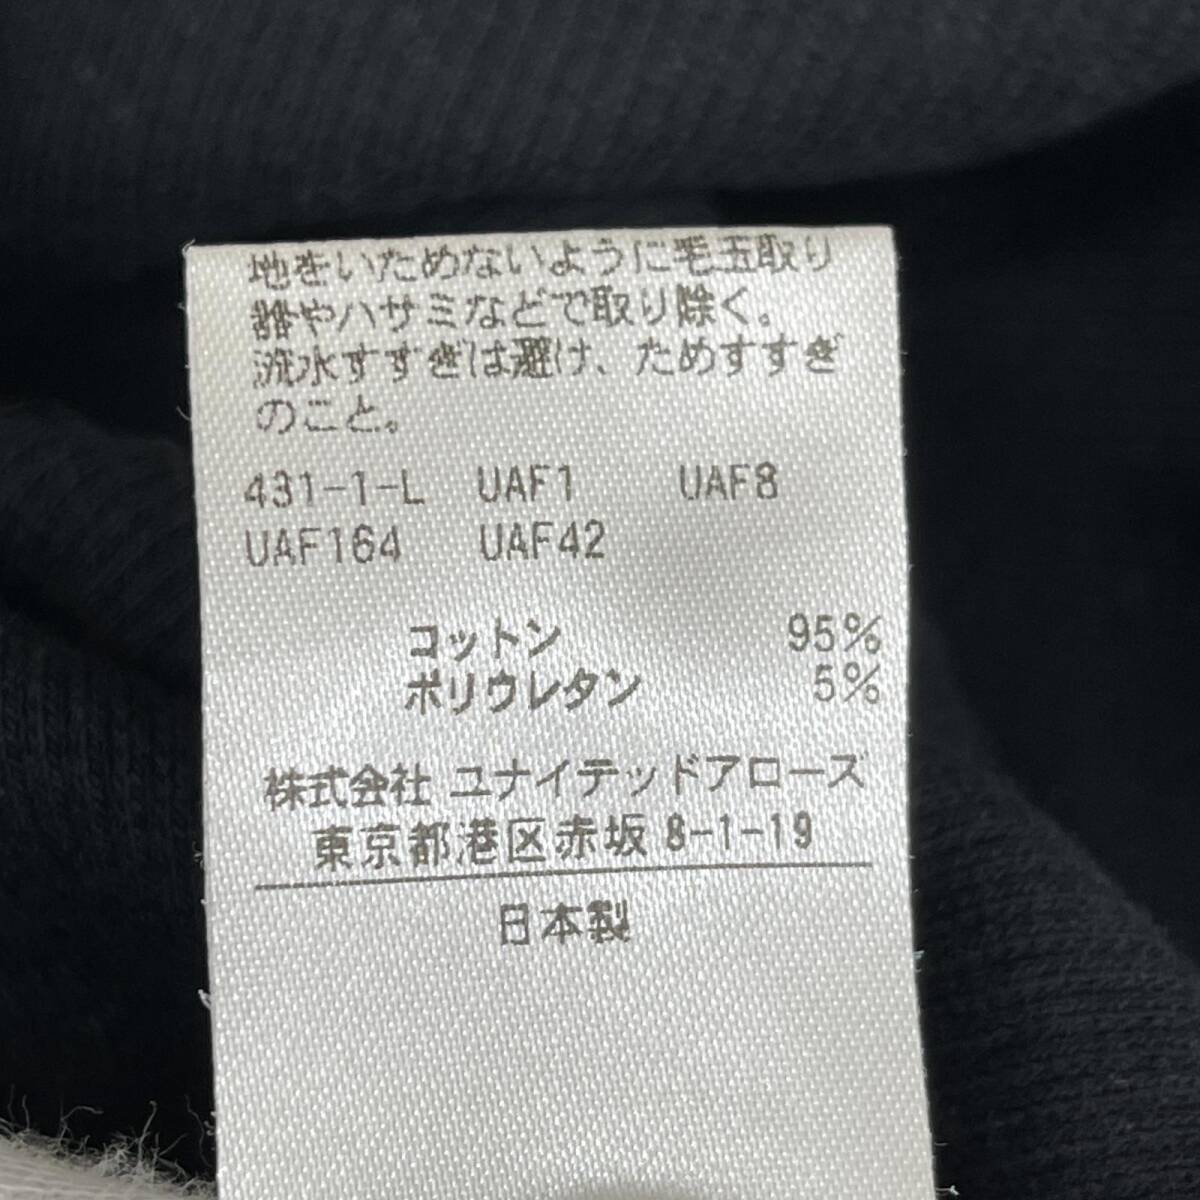 地をいためないように毛玉取り
器やハサミなどで取り除く。
流水すすぎは避け、ためすすぎ
のこと。
431-1-L UAF1 UAF8
UAF164 UAF42
コットン 95%
ポリウレタン 5%
株式会社 ユナイテッドアローズ
東京都港区赤坂 8-1-19
日本製